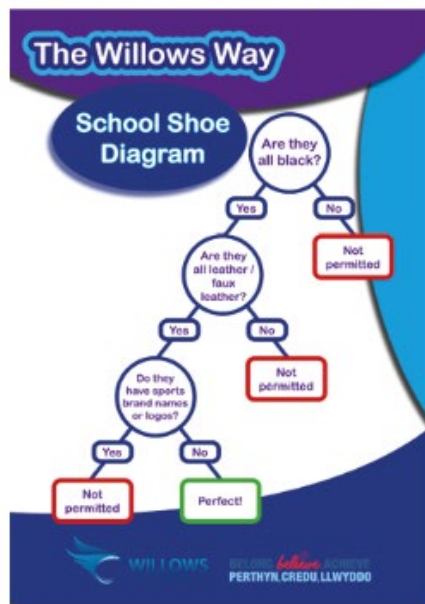 The Willows Way
School Shoe
Diagram
Are they
all black?
Yes
No
Not
permitted
Are they
all leather /
faux
leather?
Yes
No
Not
permitted
Do they
have sports
brand names
or logos?
Yes
No
Not
permitted
Perfect!
WILLOWS
BELONG believe ACHIEVE
PERTHYN, CREDU, LLWYDDO